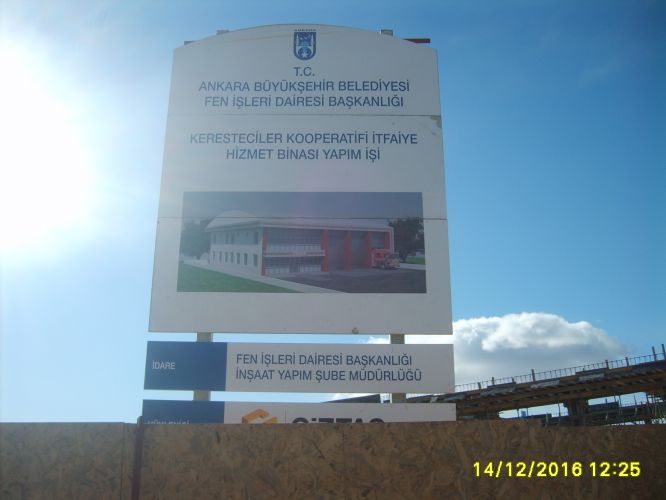 ANKARA
T.C.
ANKARA BÜYÜKŞEHİR BELEDİYESİ
FEN İŞLERİ DAİRESİ BAŞKANLIĞI
KERESTECİLER KOOPERATİFİ İTFAİYE
HİZMET BİNASI YAPIM İŞİ
İDARE
FEN İŞLERİ DAİRESİ BAŞKANLIĞI
İNŞAAT YAPIM ŞUBE MÜDÜRLÜĞÜ
14/12/2016 12:25